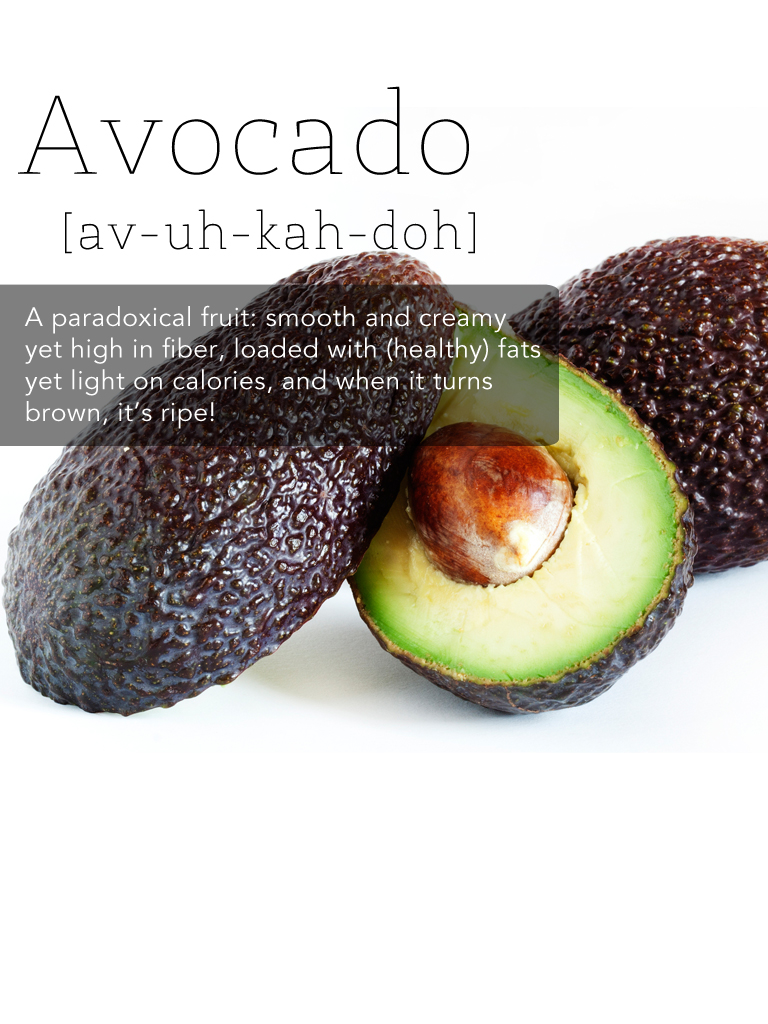 Avocado
[av-uh-kah-doh]
A paradoxical fruit: smooth and creamy
yet high in fiber, loaded with (healthy) fats
yet light on calories, and when it turns
brown, it’s ripe!